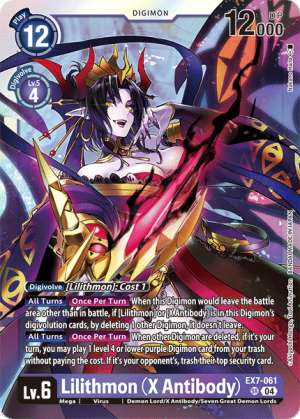 DIGIMON
Play
12
DP
12000
Digivolve
Lv.5
4
Digivolve [Lilithmon]: Cost 1
All Turns Once Per Turn When this Digimon would leave the battle
area other than in battle, if [Lilithmon] or [X Antibody] is in this Digimon's
digivolution cards, by deleting 1 other Digimon, it doesn't leave.
All Turns Once Per Turn When other Digimon are deleted, if it's your
turn, you may play 1 level 4 or lower purple Digimon card from your trash
without paying the cost. If it's your opponent's, trash their top security card.
Lv.6
Lilithmon (X Antibody)
EX7-061
04
Mega
Virus
Demon Lord/X Antibody/Seven Great Demon Lords